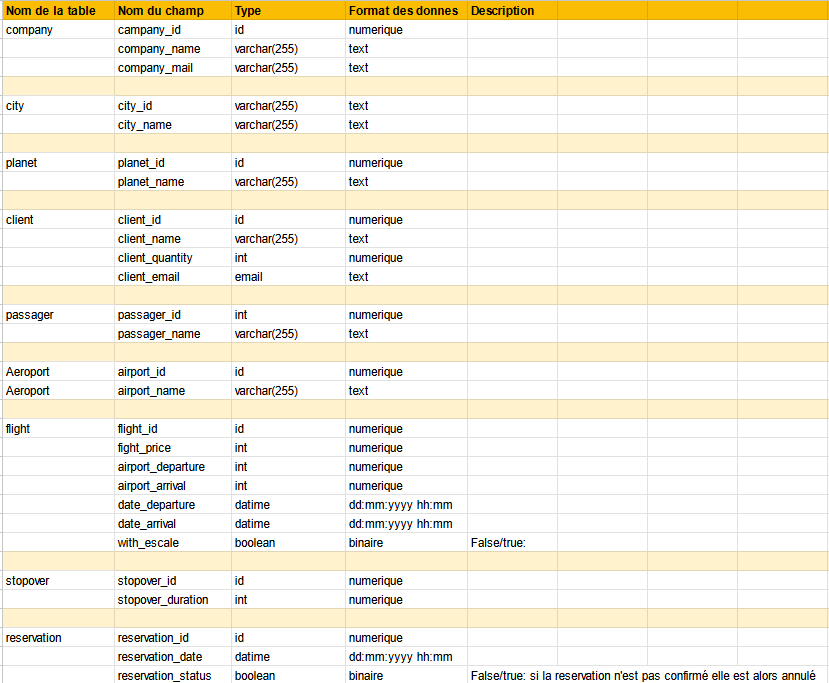 Nom de la table Nom du champ Type Format des donnes Description
company campany_id id numerique
company_name varchar(255) text
company_mail varchar(255) text
city city_id varchar(255) text
city_name varchar(255) text
planet planet_id id numerique
planet_name varchar(255) text
client client_id id numerique
client_name varchar(255) text
client_quantity int numerique
client_email email text
passager passager_id int numerique
passager_name varchar(255) text
Aeroport airport_id id numerique
Aeroport airport_name varchar(255) text
flight flight_id id numerique
fight_price int numerique
airport_departure int numerique
airport_arrival int numerique
date_departure datime dd:mm:yyyy hh:mm
date_arrival datime dd:mm:yyyy hh:mm
with_escale boolean binaire False/true:
stopover stopover_id id numerique
stopover_duration int numerique
reservation reservation_id id numerique
reservation_date datime dd:mm:yyyy hh:mm
reservation_status boolean binaire False/true: si la reservation n'est pas confirmé elle est alors annulé